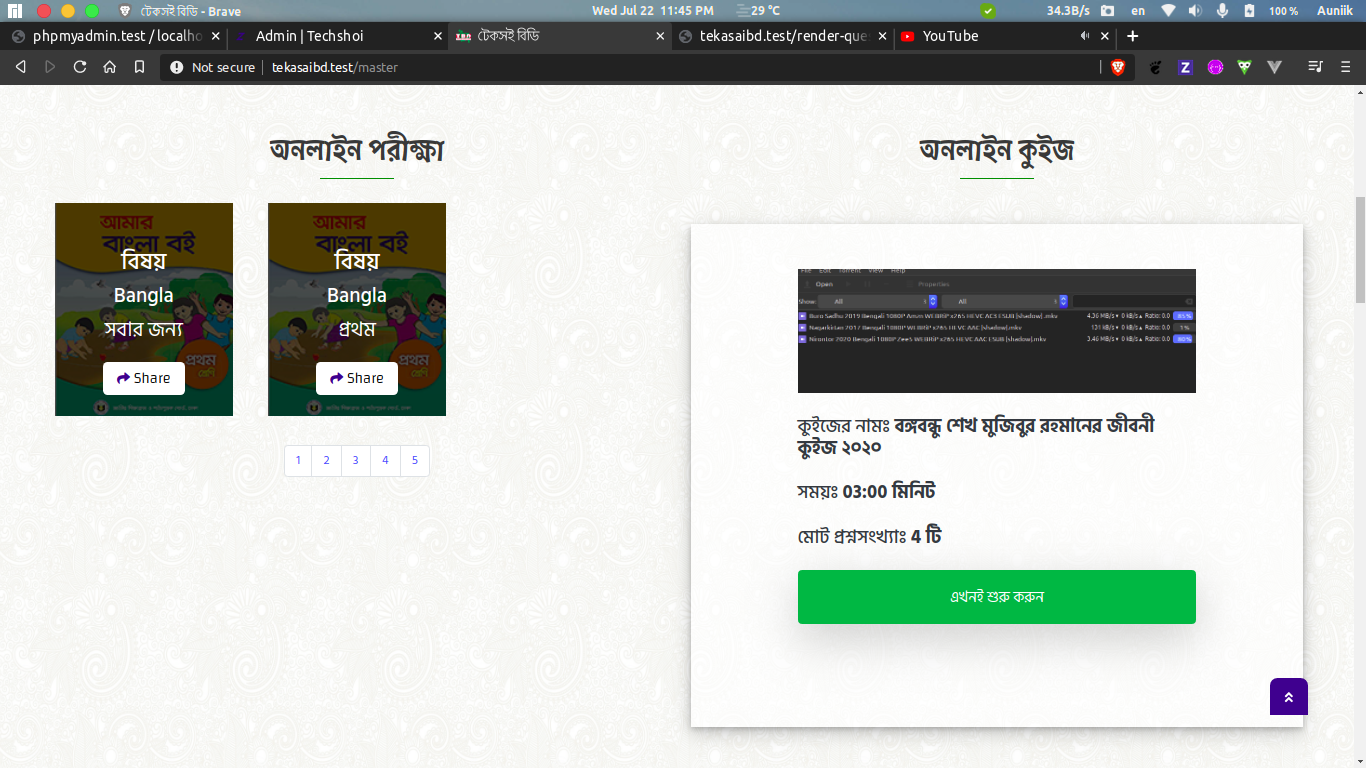 টেকসই বিডি - Brave
Wed Jul 22 11:45 PM
29 °C
34.3B/s
en
100 %
Auniik
phpmyadmin.test / localho
Admin | Techshoi
টেকসই বিডি
tekasaibd.test/render-que
YouTube
Not secure
tekasaibd.test/master
অনলাইন পরীক্ষা
আমার
বাংলা বই
বিষয়
Bangla
সবার জন্য
প্রথম
শ্রেণি
Share
আমার
বাংলা বই
বিষয়
Bangla
প্রথম
প্রথম
শ্রেণি
Share
1 2 3 4 5
অনলাইন কুইজ
File Edit Torrent View Help
Open Properties
Show: All All
Buro Sadhu 2019 Bengali 1080P Amzn WEBRiP x265 HEVC AC3 ESUB [shadow].mkv 4.36 MB/s 0 kB/s Ratio: 0.0 85%
Nagarkirtan 2017 Bengali 1080P WEBRiP x265 HEVC AAC [shadow].mkv 131 kB/s 0 kB/s Ratio: 0.0 1%
Nirontor 2020 Bengali 1080P Zee5 WEBRiP x265 HEVC AAC ESUB [shadow].mkv 3.46 MB/s 0 kB/s Ratio: 0.0 90%
কুইজের নামঃ বঙ্গবন্ধু শেখ মুজিবুর রহমানের জীবনী
কুইজ ২০২০
সময়ঃ 03:00 মিনিট
মোট প্রশ্নসংখ্যাঃ 4 টি
এখনই শুরু করুন